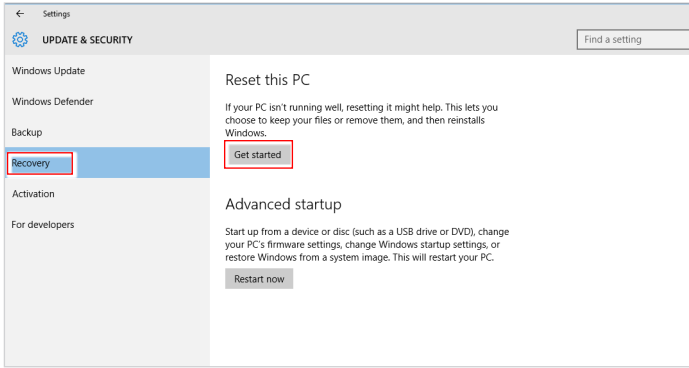 ← Settings
UPDATE & SECURITY
Find a setting
Windows Update
Windows Defender
Backup
Recovery
Activation
For developers
Reset this PC
If your PC isn't running well, resetting it might help. This lets you
choose to keep your files or remove them, and then reinstalls
Windows.
Get started
Advanced startup
Start up from a device or disc (such as a USB drive or DVD), change
your PC's firmware settings, change Windows startup settings, or
restore Windows from a system image. This will restart your PC.
Restart now